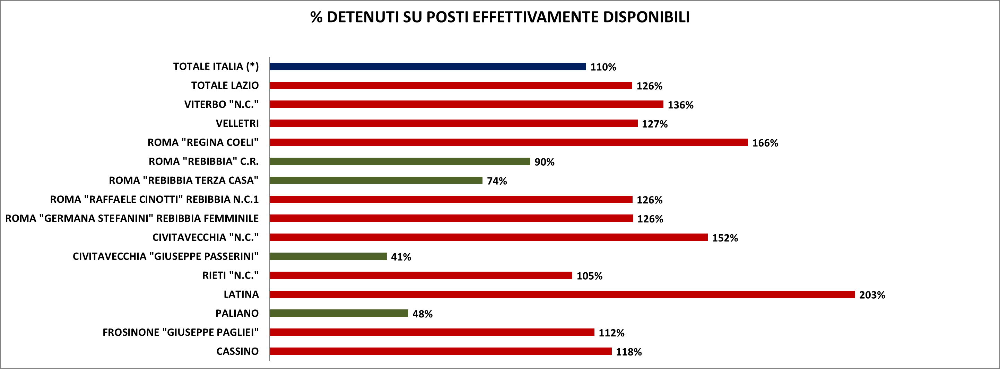 % DETENUTI SU POSTI EFFETTIVAMENTE DISPONIBILI
TOTALE ITALIA (*) 110%
TOTALE LAZIO 126%
VITERBO "N.C." 136%
VELLETRI 127%
ROMA "REGINA COELI" 166%
ROMA "REBIBBIA" C.R. 90%
ROMA "REBIBBIA TERZA CASA" 74%
ROMA "RAFFAELE CINOTTI" REBIBBIA N.C.1 126%
ROMA "GERMANA STEFANINI" REBIBBIA FEMMINILE 126%
CIVITAVECCHIA "N.C." 152%
CIVITAVECCHIA "GIUSEPPE PASSERINI" 41%
RIETI "N.C." 105%
LATINA 203%
PALIANO 48%
FROSINONE "GIUSEPPE PAGLIEI" 112%
CASSINO 118%